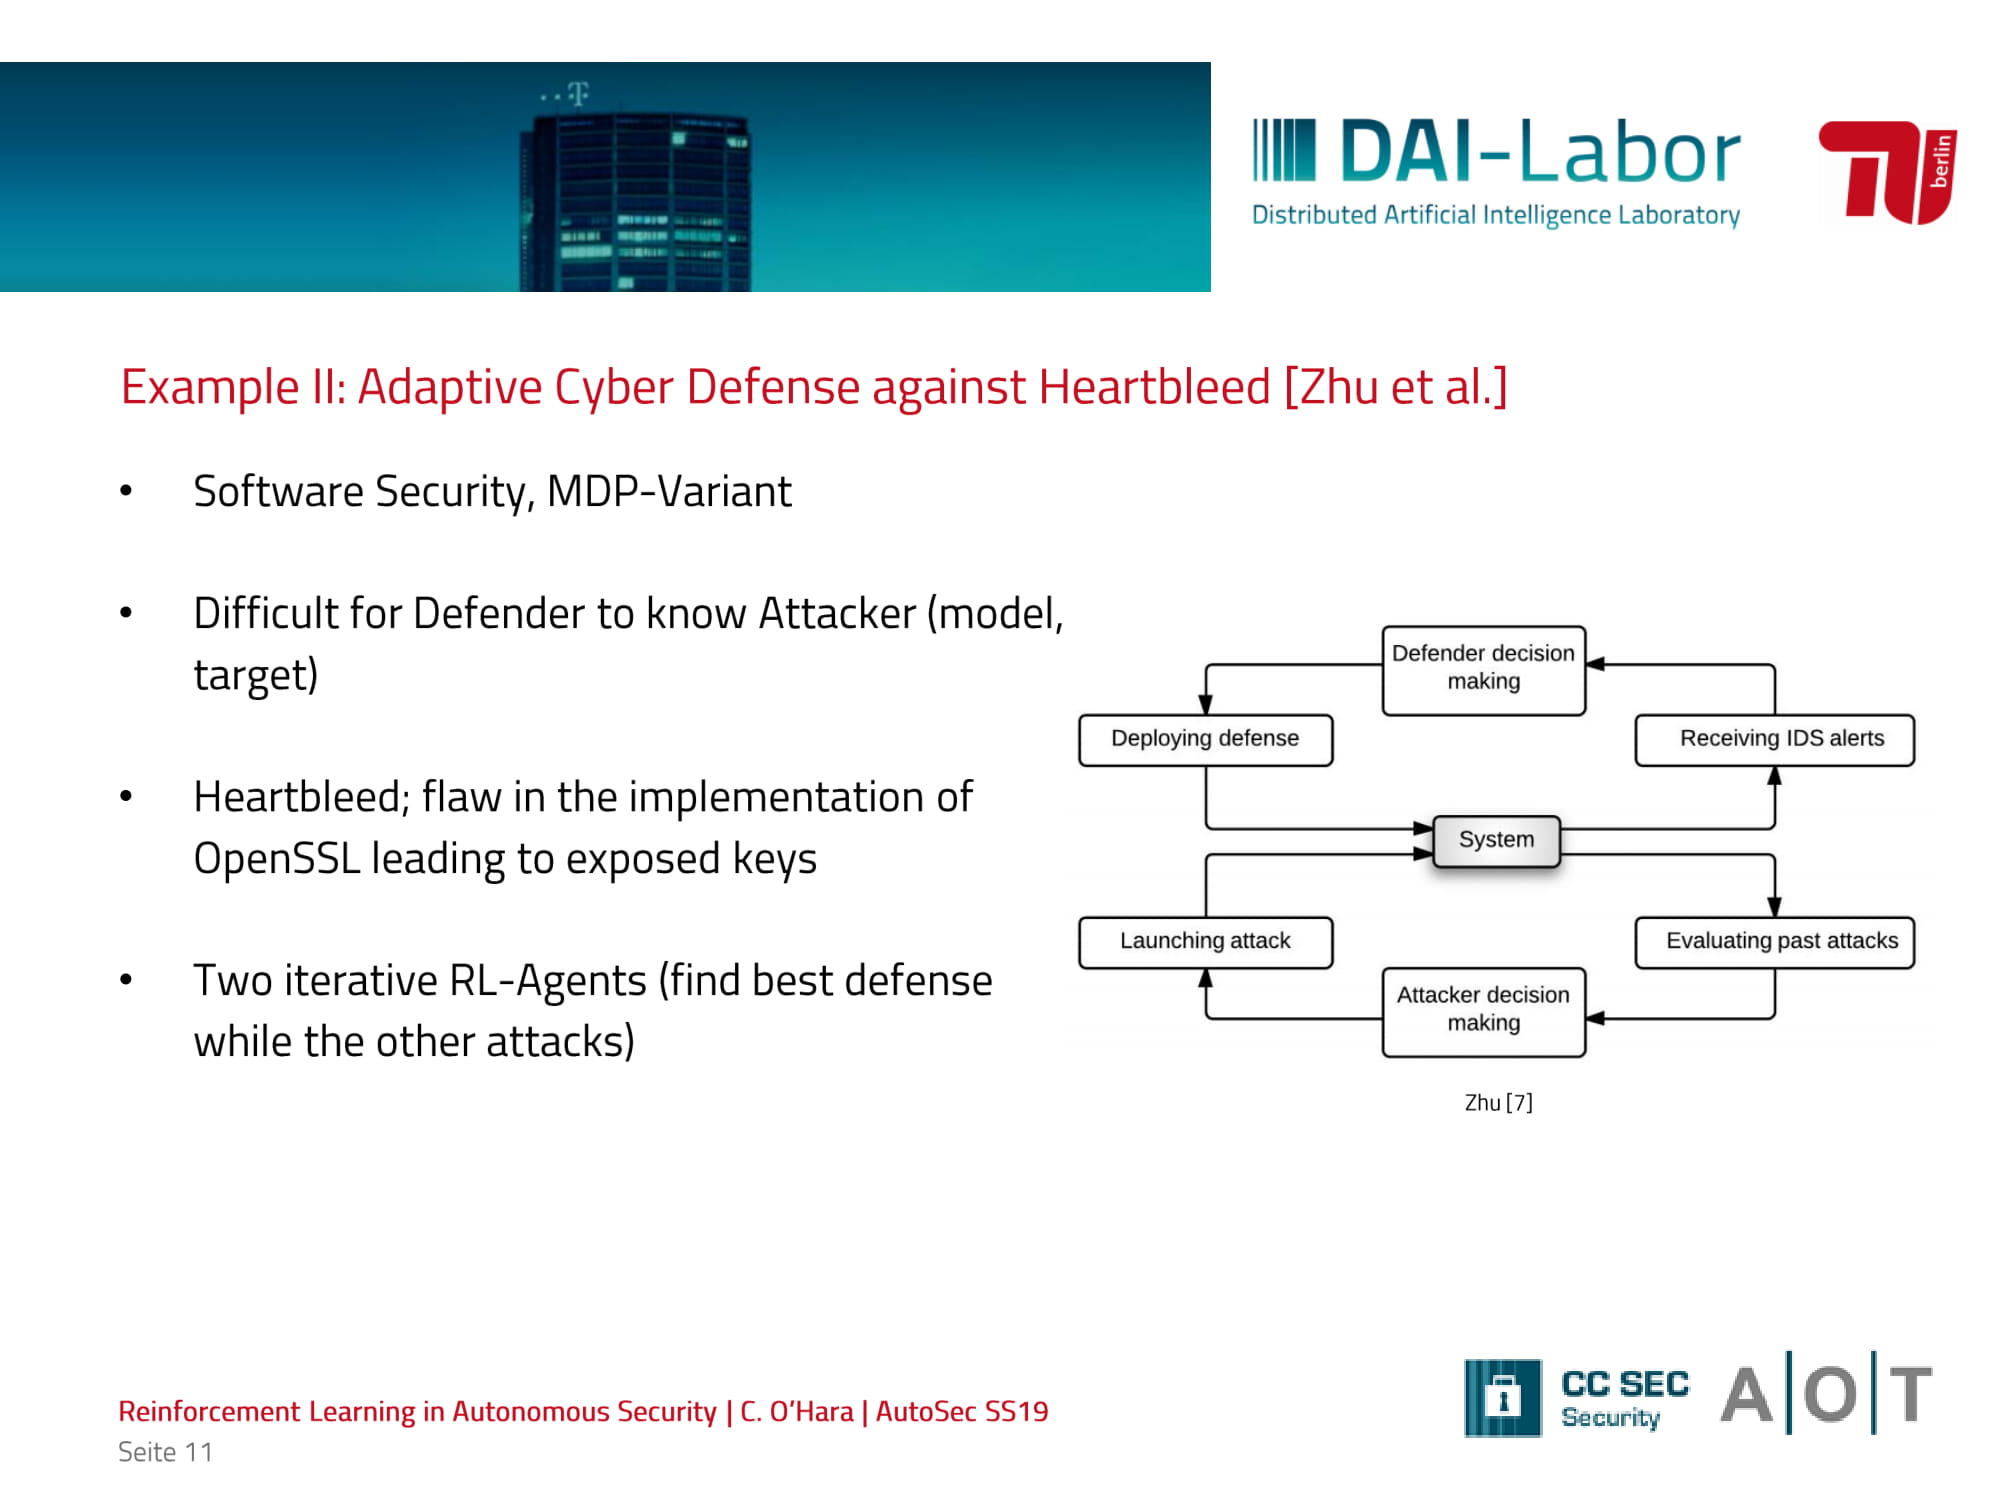 DAI-Labor
Distributed Artificial Intelligence Laboratory
berlin
Example II: Adaptive Cyber Defense against Heartbleed [Zhu et al.]
• Software Security, MDP-Variant
• Difficult for Defender to know Attacker (model,
target)
• Heartbleed; flaw in the implementation of
OpenSSL leading to exposed keys
• Two iterative RL-Agents (find best defense
while the other attacks)
Defender decision
making
Deploying defense
Receiving IDS alerts
System
Launching attack
Evaluating past attacks
Attacker decision
making
Zhu [7]
Reinforcement Learning in Autonomous Security | C. O’Hara | AutoSec SS19
Seite 11
CC SEC
Security
A|O|T